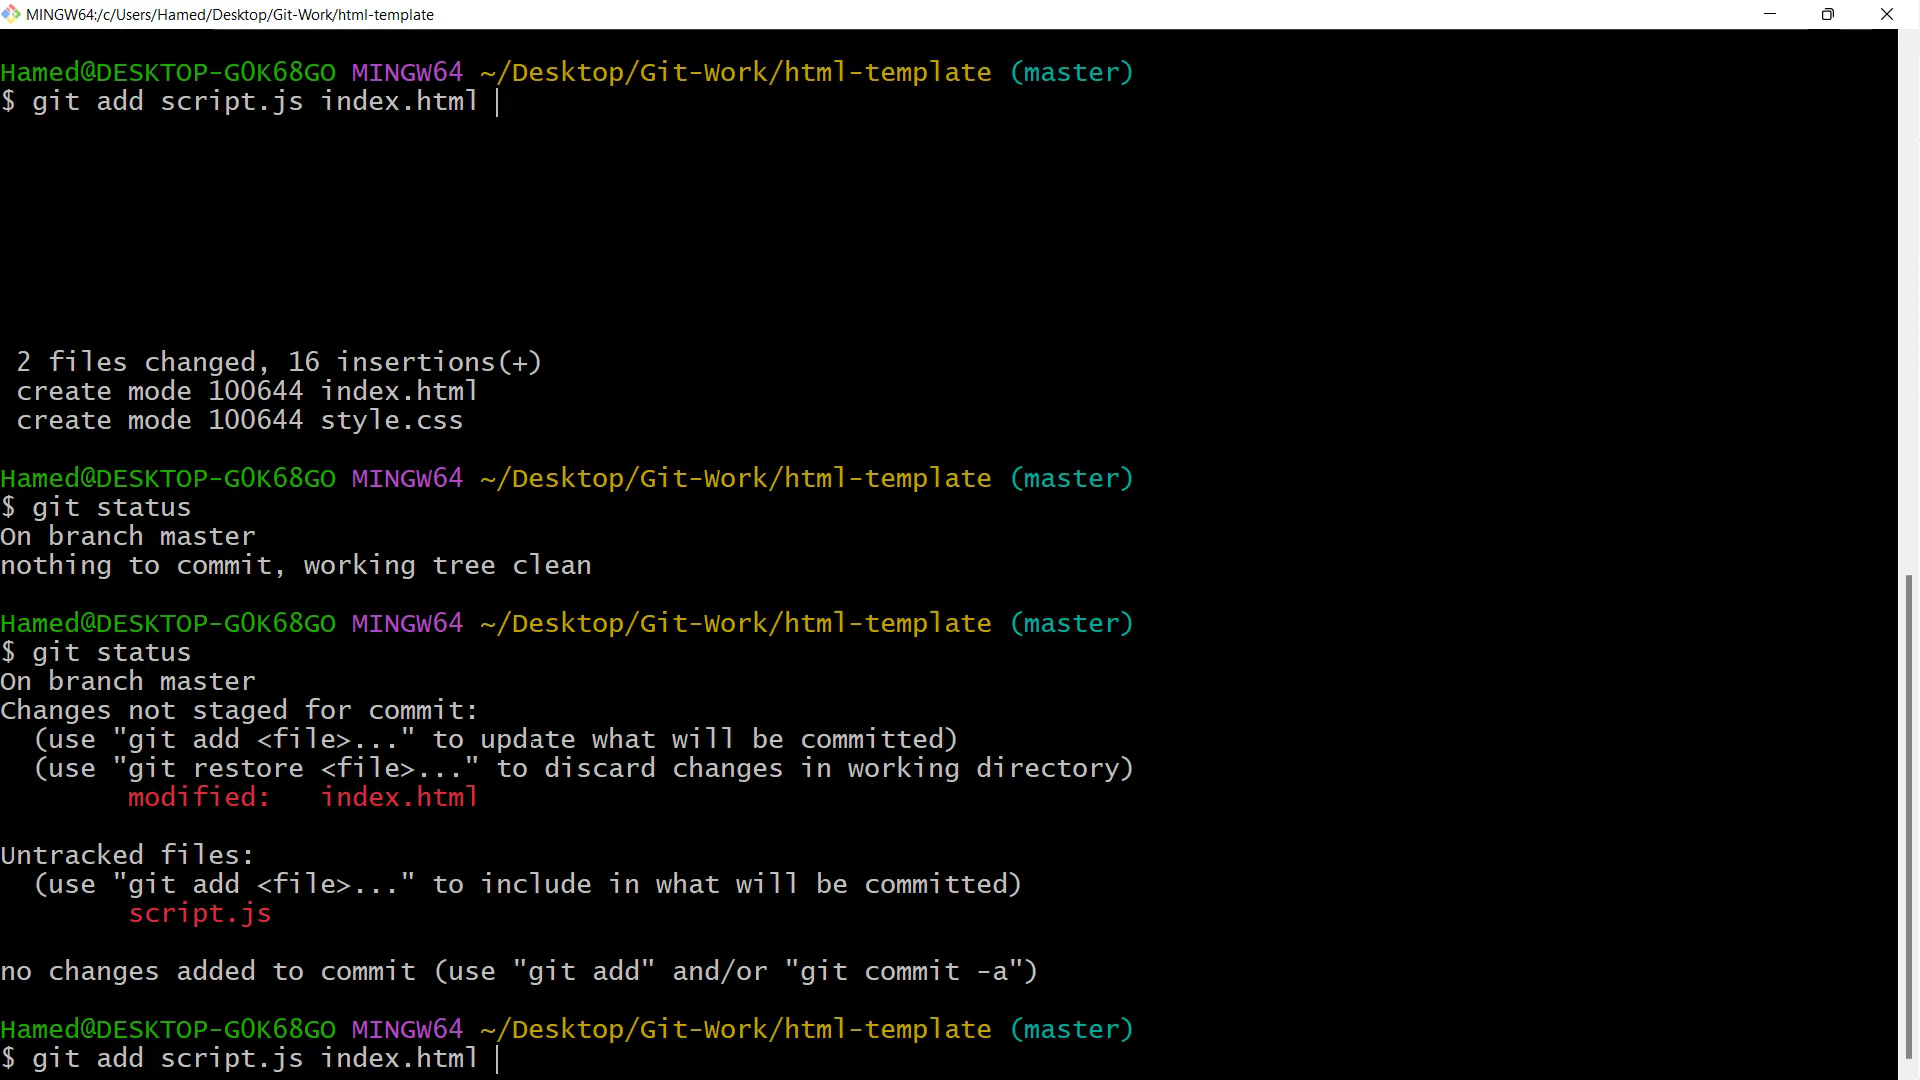 MINGW64:/c/Users/Hamed/Desktop/Git-Work/html-template
Hamed@DESKTOP-G0K68GO MINGW64 ~/Desktop/Git-Work/html-template (master)
$ git add script.js index.html
 2 files changed, 16 insertions(+)
 create mode 100644 index.html
 create mode 100644 style.css
Hamed@DESKTOP-G0K68GO MINGW64 ~/Desktop/Git-Work/html-template (master)
$ git status
On branch master
nothing to commit, working tree clean
Hamed@DESKTOP-G0K68GO MINGW64 ~/Desktop/Git-Work/html-template (master)
$ git status
On branch master
Changes not staged for commit:
  (use "git add <file>..." to update what will be committed)
  (use "git restore <file>..." to discard changes in working directory)
        modified:   index.html
Untracked files:
  (use "git add <file>..." to include in what will be committed)
        script.js
no changes added to commit (use "git add" and/or "git commit -a")
Hamed@DESKTOP-G0K68GO MINGW64 ~/Desktop/Git-Work/html-template (master)
$ git add script.js index.html